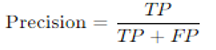 Precision = TP / TP + FP